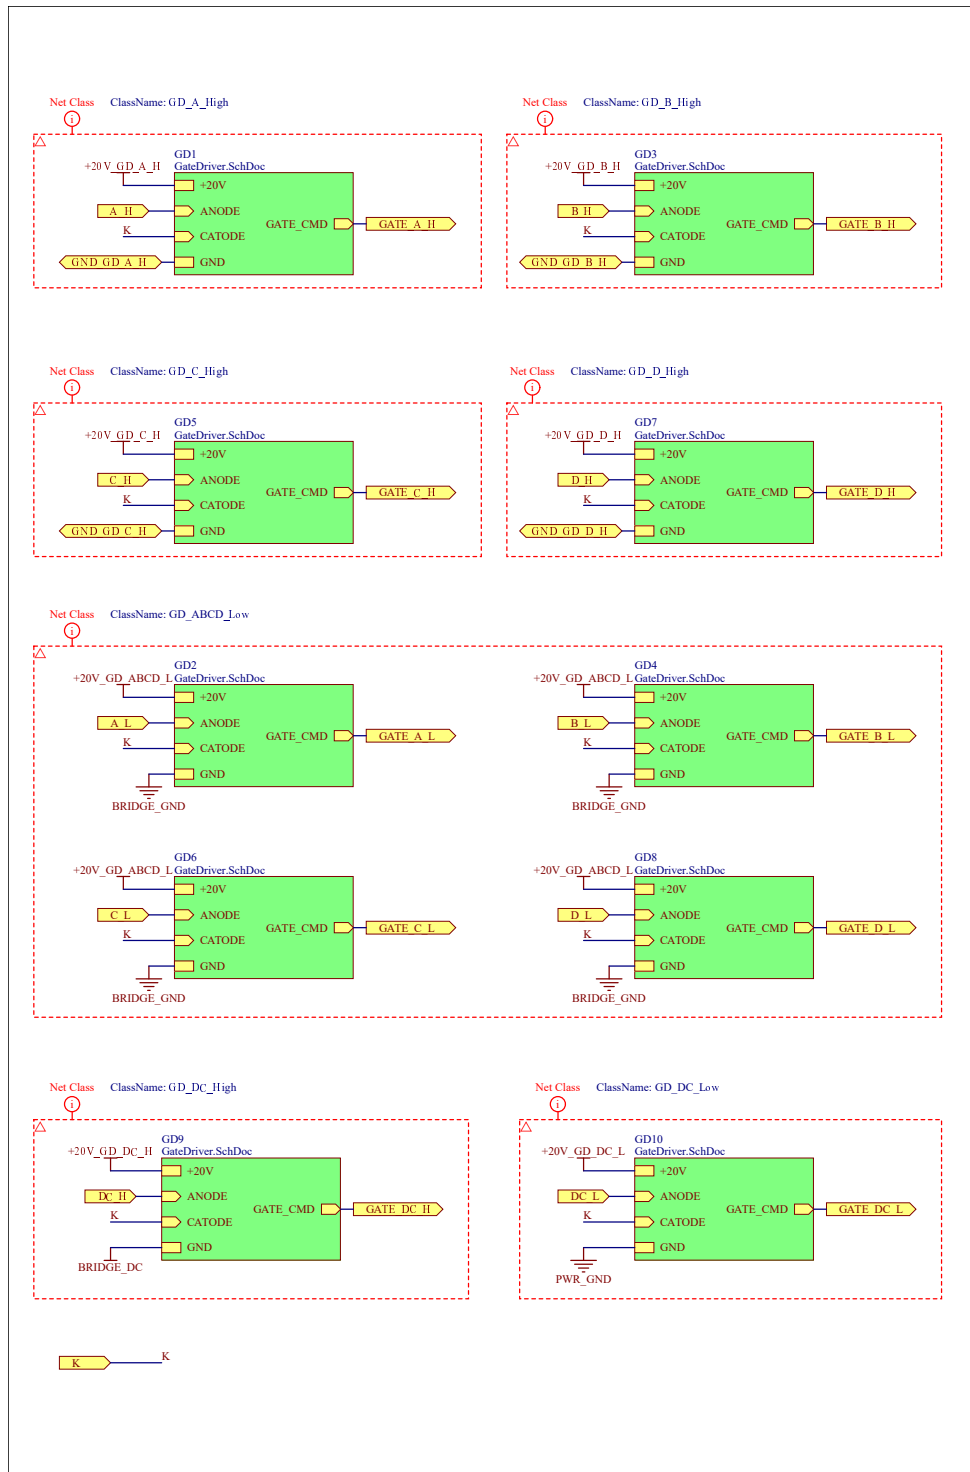 Net Class ClassName: GD_A_High
GD1
+20V_GD_A_H GateDriver.SchDoc
+20V
A_H ANODE
GATE_CMD GATE_A_H
K CATODE
GND_GD_A_H GND
Net Class ClassName: GD_B_High
GD3
+20V_GD_B_H GateDriver.SchDoc
+20V
B_H ANODE
GATE_CMD GATE_B_H
K CATODE
GND_GD_B_H GND
Net Class ClassName: GD_C_High
GD5
+20V_GD_C_H GateDriver.SchDoc
+20V
C_H ANODE
GATE_CMD GATE_C_H
K CATODE
GND_GD_C_H GND
Net Class ClassName: GD_D_High
GD7
+20V_GD_D_H GateDriver.SchDoc
+20V
D_H ANODE
GATE_CMD GATE_D_H
K CATODE
GND_GD_D_H GND
Net Class ClassName: GD_ABCD_Low
GD2
+20V_GD_ABCD_L GateDriver.SchDoc
+20V
A_L ANODE
GATE_CMD GATE_A_L
K CATODE
GND
BRIDGE_GND
GD4
+20V_GD_ABCD_L GateDriver.SchDoc
+20V
B_L ANODE
GATE_CMD GATE_B_L
K CATODE
GND
BRIDGE_GND
GD6
+20V_GD_ABCD_L GateDriver.SchDoc
+20V
C_L ANODE
GATE_CMD GATE_C_L
K CATODE
GND
BRIDGE_GND
GD8
+20V_GD_ABCD_L GateDriver.SchDoc
+20V
D_L ANODE
GATE_CMD GATE_D_L
K CATODE
GND
BRIDGE_GND
Net Class ClassName: GD_DC_High
GD9
+20V_GD_DC_H GateDriver.SchDoc
+20V
DC_H ANODE
GATE_CMD GATE_DC_H
K CATODE
GND
BRIDGE_DC
Net Class ClassName: GD_DC_Low
GD10
+20V_GD_DC_L GateDriver.SchDoc
+20V
DC_L ANODE
GATE_CMD GATE_DC_L
K CATODE
GND
PWR_GND
K K